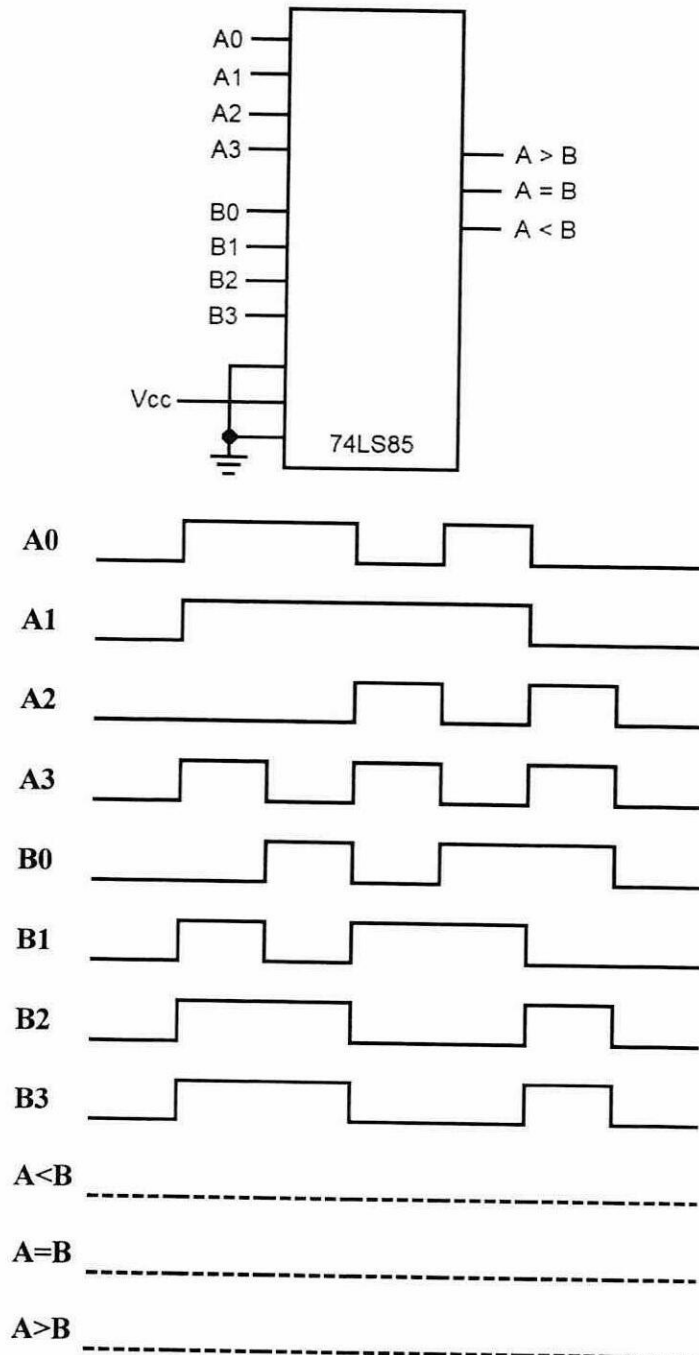 A0
A1
A2
A3
A > B
A = B
A < B
B0
B1
B2
B3
Vcc
74LS85
A0
A1
A2
A3
B0
B1
B2
B3
A<B
A=B
A>B